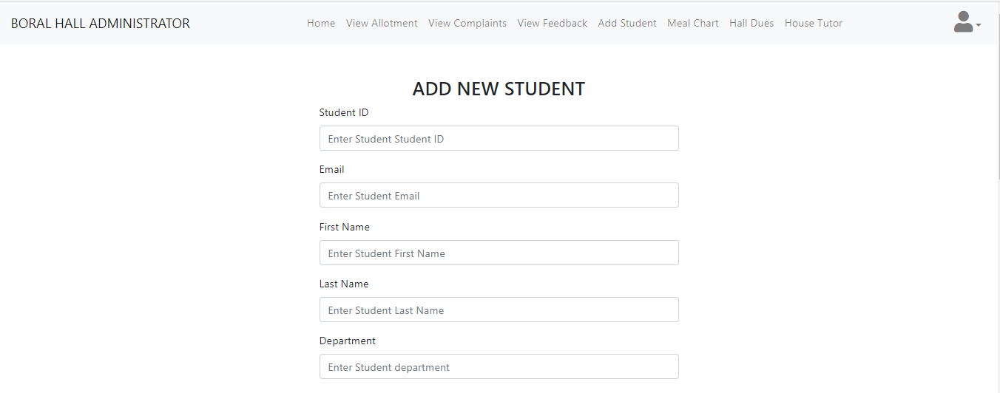 BORAL HALL ADMINISTRATOR Home View Allotment View Complaints View Feedback Add Student Meal Chart Hall Dues House Tutor
ADD NEW STUDENT
Student ID
Enter Student Student ID
Email
Enter Student Email
First Name
Enter Student First Name
Last Name
Enter Student Last Name
Department
Enter Student department